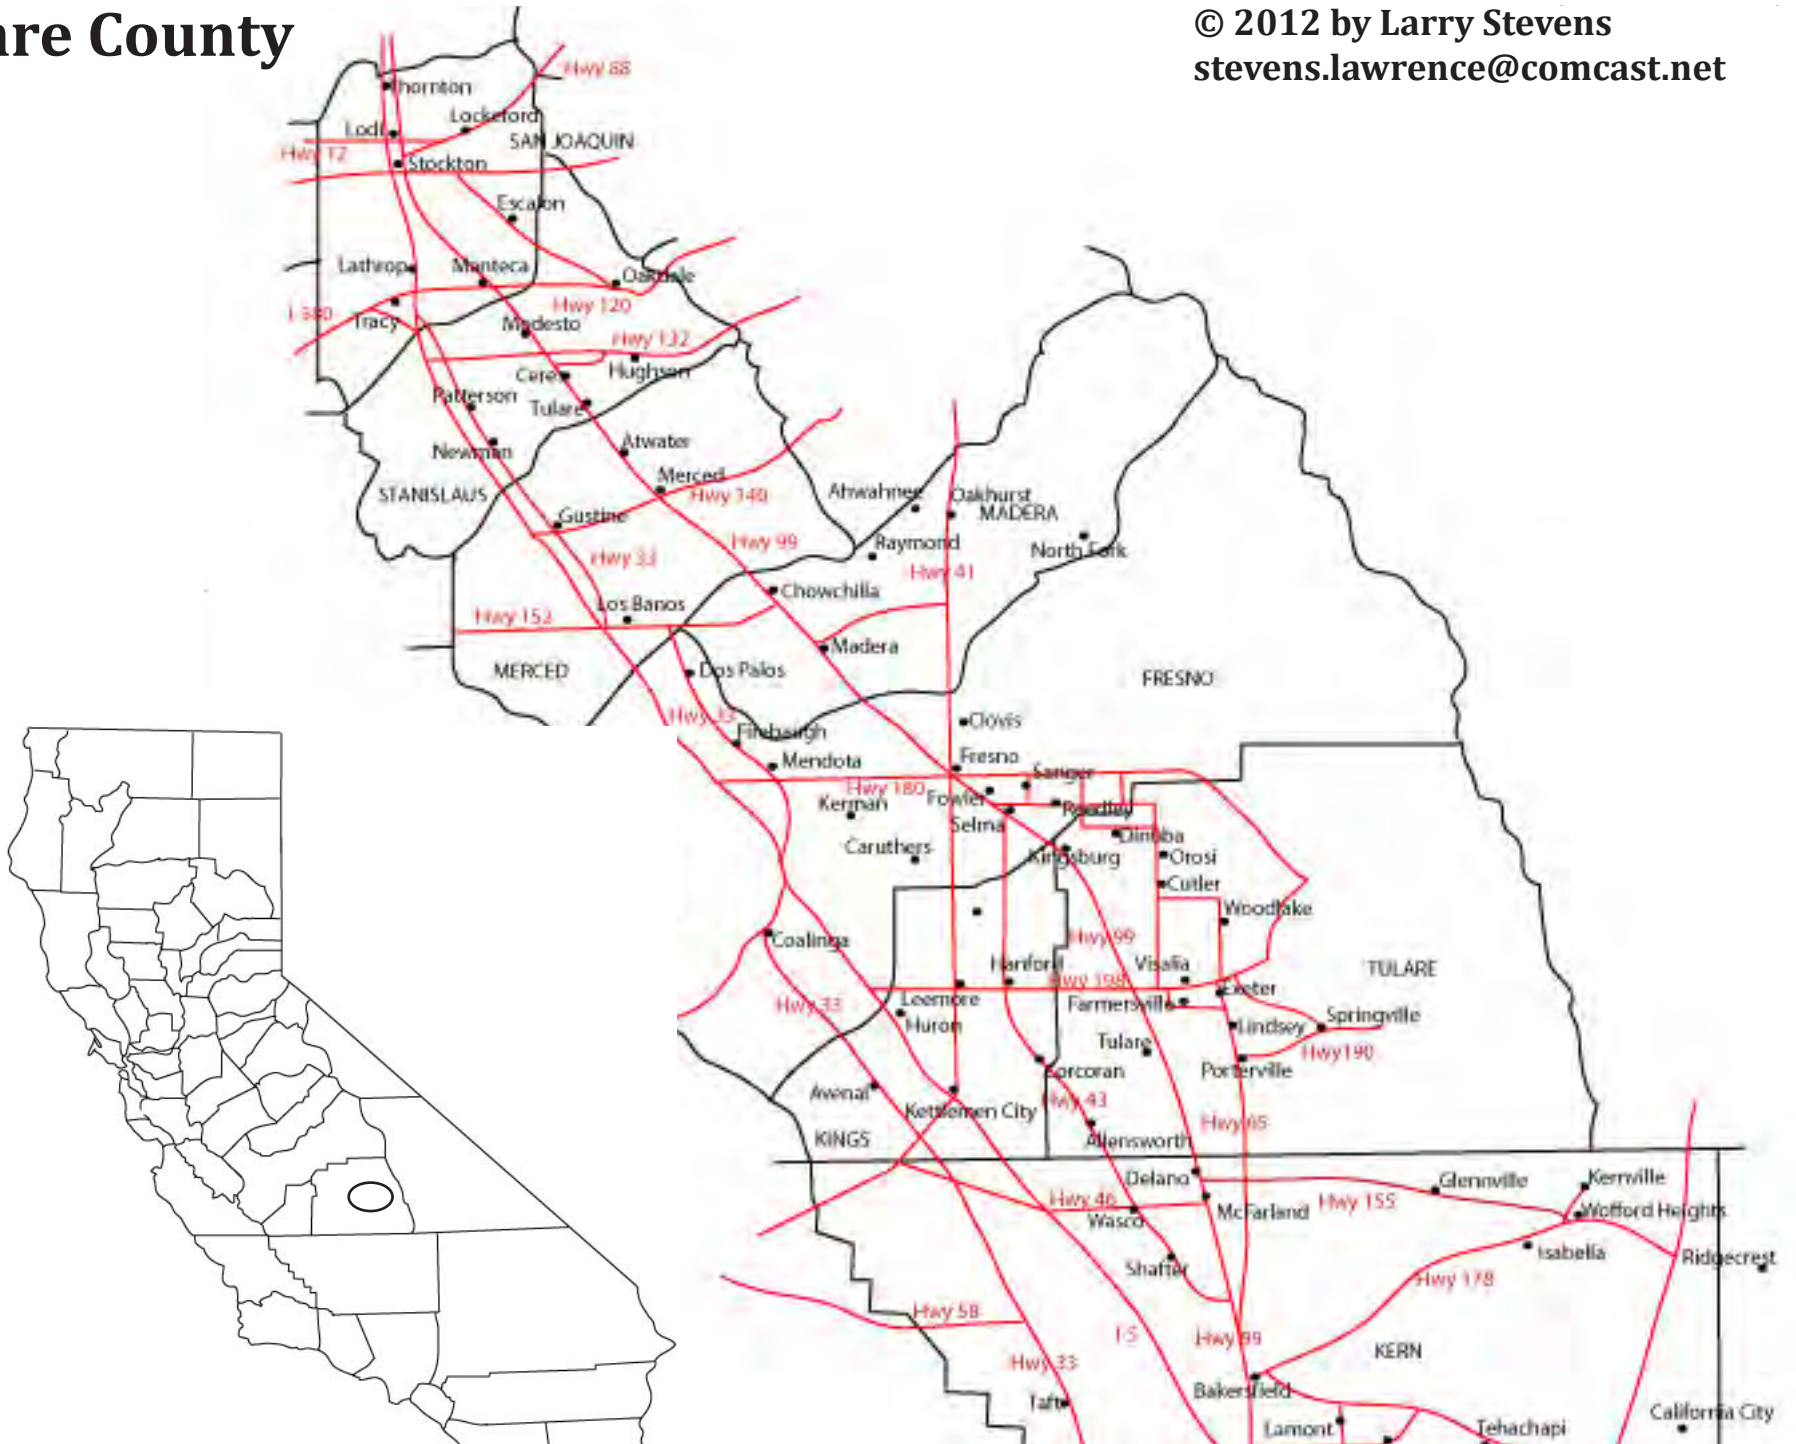 are County
© 2012 by Larry Stevens
stevens.lawrence@comcast.net
Hwy 88
Thornton
Lockeford
Lodi
SAN JOAQUIN
Hwy 12
Stockton
Escalon
Lathrop
Manteca
Oakdale
Hwy 120
I-580
Tracy
Modesto
Hwy 132
Ceres
Hughson
Patterson
Tulare
Newman
Atwater
Merced
STANISLAUS
Hwy 140
Ahwahnee
Oakhurst
MADERA
Gustine
Hwy 99
Raymond
North Fork
Hwy 33
Hwy 41
Chowchilla
Los Banos
Hwy 152
Madera
MERCED
Dos Palos
FRESNO
Hwy 33
Clovis
Firebaugh
Mendota
Fresno
Sanger
Hwy 180
Kerman
Fowler
Reedley
Selma
Dinuba
Caruthers
Kingsburg
Orosi
Cutler
Woodlake
Hwy 99
Coalinga
Hanford
Visalia
TULARE
Hwy 198
Exeter
Hwy 33
Leemore
Farmersville
Huron
Lindsey
Springville
Tulare
Hwy190
Corcoran
Porterville
Avenal
Kettlemen City
Hwy 43
Hwy 65
KINGS
Allensworth
Delano
Glennville
Kernville
Hwy 46
Hwy 155
Wasco
McFarland
Wofford Heights
Isabella
Ridgecrest
Shafter
Hwy 178
Hwy 58
I-5
Hwy 99
KERN
Hwy 33
Bakersfield
Taft
California City
Lamont
Tehachapi